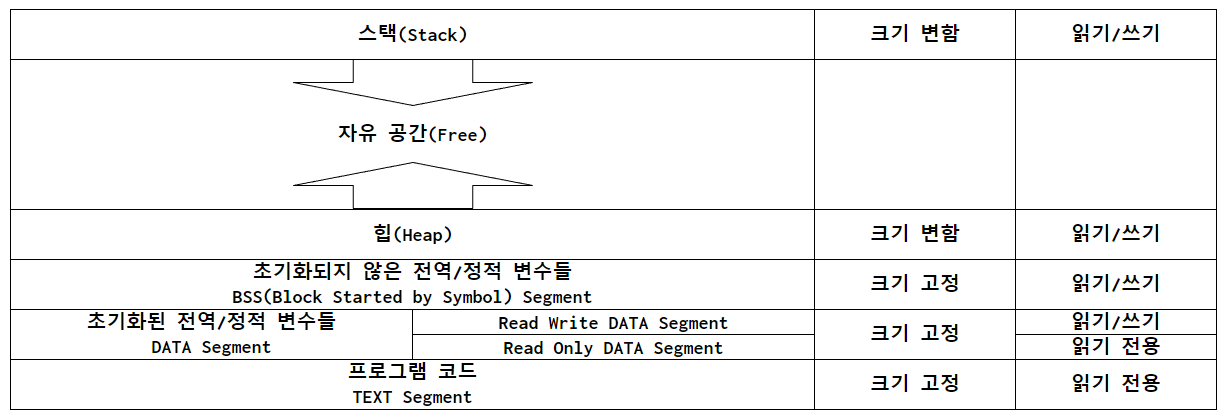 스택(Stack)
크기 변함
읽기/쓰기
자유 공간(Free)
힙(Heap)
크기 변함
읽기/쓰기
초기화되지 않은 전역/정적 변수들
BSS(Block Started by Symbol) Segment
크기 고정
읽기/쓰기
초기화된 전역/정적 변수들
DATA Segment
Read Write DATA Segment
Read Only DATA Segment
크기 고정
읽기/쓰기
읽기 전용
프로그램 코드
TEXT Segment
크기 고정
읽기 전용